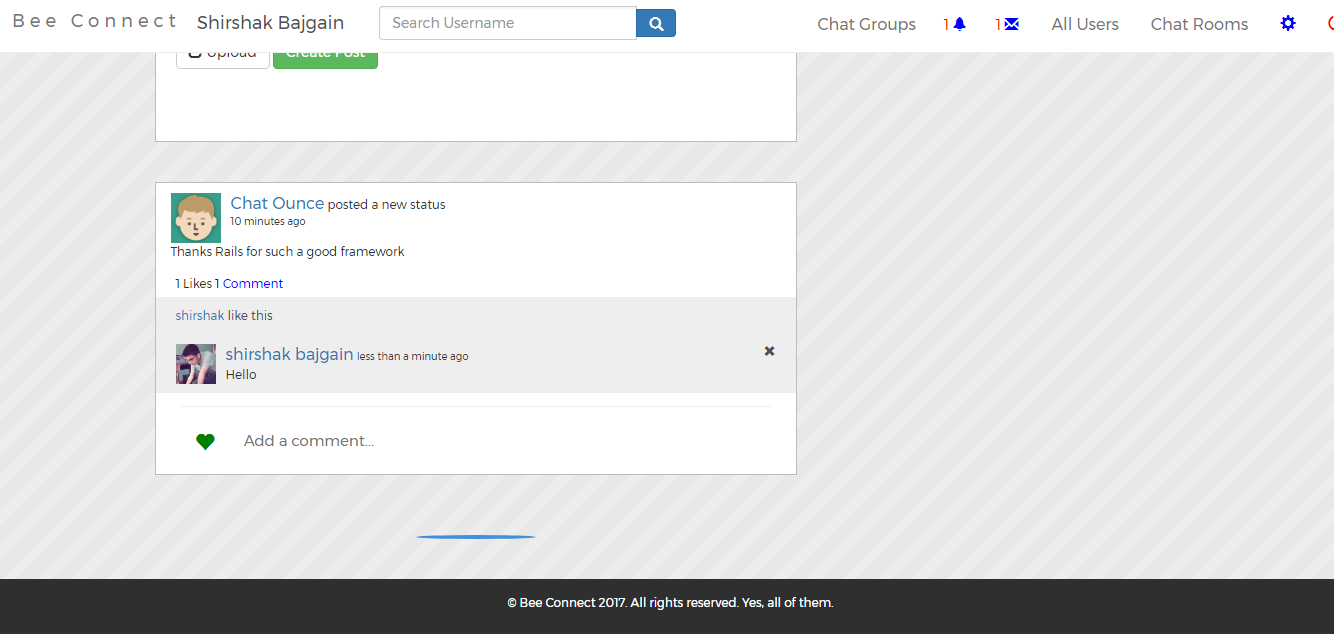 Bee Connect Shirshak Bajgain Search Username Chat Groups 1 1 All Users Chat Rooms
Upload Create Post
Chat Ounce posted a new status
10 minutes ago
Thanks Rails for such a good framework
1 Likes 1 Comment
shirshak like this
shirshak bajgain less than a minute ago
Hello
Add a comment...
© Bee Connect 2017. All rights reserved. Yes, all of them.